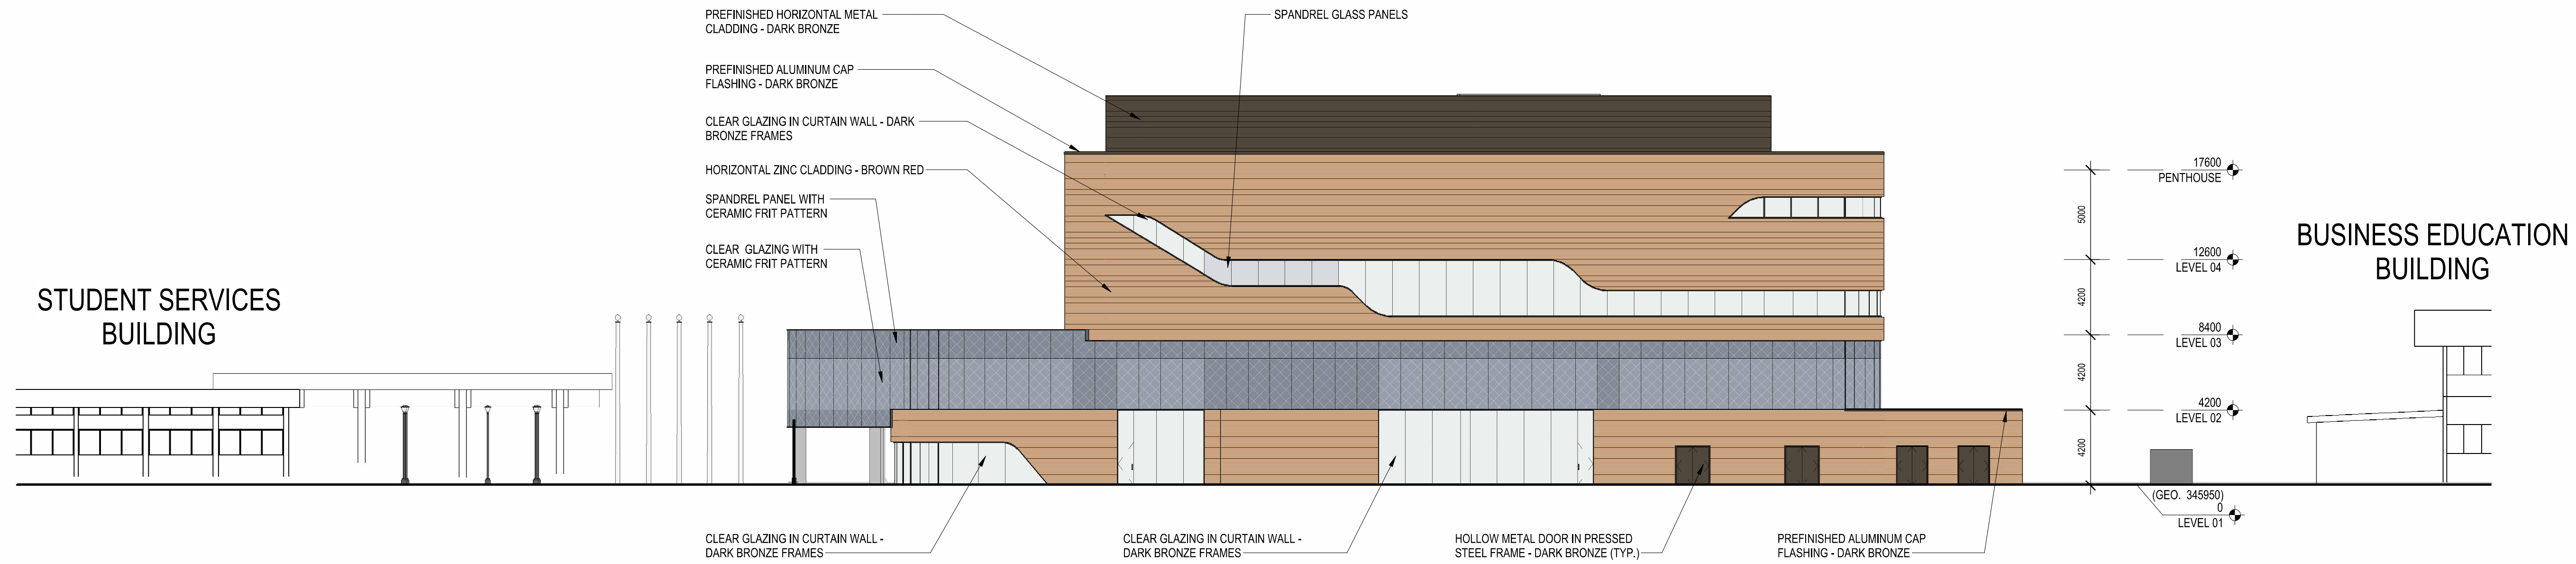 PREFINISHED HORIZONTAL METAL
CLADDING - DARK BRONZE
SPANDREL GLASS PANELS
PREFINISHED ALUMINUM CAP
FLASHING - DARK BRONZE
CLEAR GLAZING IN CURTAIN WALL - DARK
BRONZE FRAMES
HORIZONTAL ZINC CLADDING - BROWN RED
SPANDREL PANEL WITH
CERAMIC FRIT PATTERN
CLEAR GLAZING WITH
CERAMIC FRIT PATTERN
STUDENT SERVICES
BUILDING
17600
PENTHOUSE
5000
12600
LEVEL 04
4200
8400
LEVEL 03
4200
4200
LEVEL 02
4200
(GEO. 345950)
0
LEVEL 01
BUSINESS EDUCATION
BUILDING
CLEAR GLAZING IN CURTAIN WALL -
DARK BRONZE FRAMES
CLEAR GLAZING IN CURTAIN WALL -
DARK BRONZE FRAMES
HOLLOW METAL DOOR IN PRESSED
STEEL FRAME - DARK BRONZE (TYP.)
PREFINISHED ALUMINUM CAP
FLASHING - DARK BRONZE